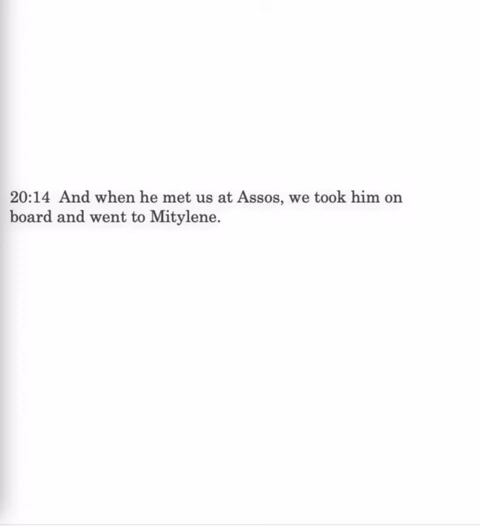 20:14 And when he met us at Assos, we took him on
board and went to Mitylene.